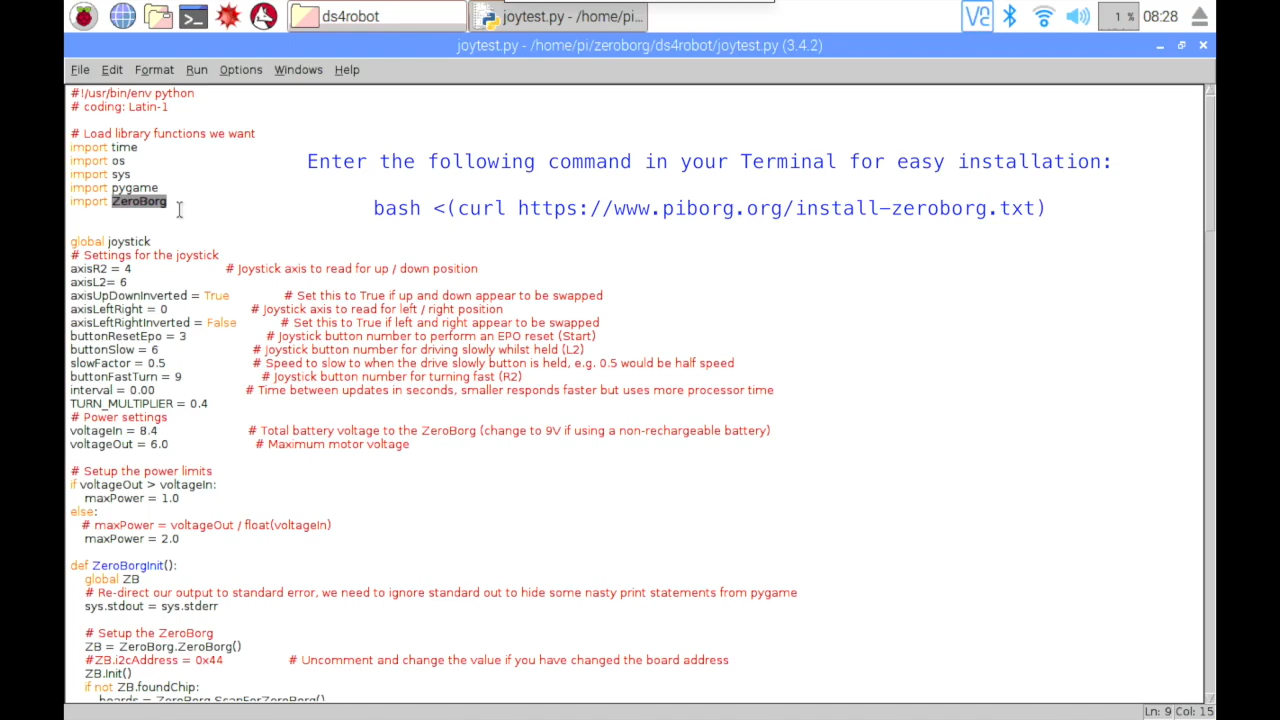 ds4robot
joytest.py - /home/pi...
1 %
08:28
joytest.py - /home/pi/zeroborg/ds4robot/joytest.py (3.4.2)
File Edit Format Run Options Windows Help
#!/usr/bin/env python
# coding: Latin-1
# Load library functions we want
import time
import os
import sys
import pygame
import ZeroBorg
Enter the following command in your Terminal for easy installation:
bash <(curl https://www.piborg.org/install-zeroborg.txt)
global joystick
# Settings for the joystick
axisR2 = 4 # Joystick axis to read for up / down position
axisL2= 6
axisUpDownInverted = True # Set this to True if up and down appear to be swapped
axisLeftRight = 0 # Joystick axis to read for left / right position
axisLeftRightInverted = False # Set this to True if left and right appear to be swapped
buttonResetEpo = 3 # Joystick button number to perform an EPO reset (Start)
buttonSlow = 6 # Joystick button number for driving slowly whilst held (L2)
slowFactor = 0.5 # Speed to slow to when the drive slowly button is held, e.g. 0.5 would be half speed
buttonFastTurn = 9 # Joystick button number for turning fast (R2)
interval = 0.00 # Time between updates in seconds, smaller responds faster but uses more processor time
TURN_MULTIPLIER = 0.4
# Power settings
voltageIn = 8.4 # Total battery voltage to the ZeroBorg (change to 9V if using a non-rechargeable battery)
voltageOut = 6.0 # Maximum motor voltage
# Setup the power limits
if voltageOut > voltageIn:
maxPower = 1.0
else:
# maxPower = voltageOut / float(voltageIn)
maxPower = 2.0
def ZeroBorgInit():
global ZB
# Re-direct our output to standard error, we need to ignore standard out to hide some nasty print statements from pygame
sys.stdout = sys.stderr
# Setup the ZeroBorg
ZB = ZeroBorg.ZeroBorg()
#ZB.i2cAddress = 0x44 # Uncomment and change the value if you have changed the board address
ZB.Init()
if not ZB.foundChip:
boards = ZeroBorg.ScanForZeroBorg()
Ln: 9 Col: 15